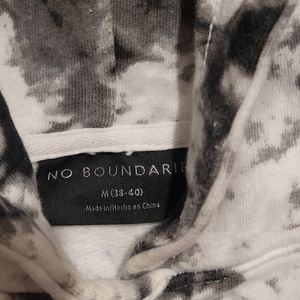 NO BOUNDARIE
M (38-40)
Made in/Hecho en China